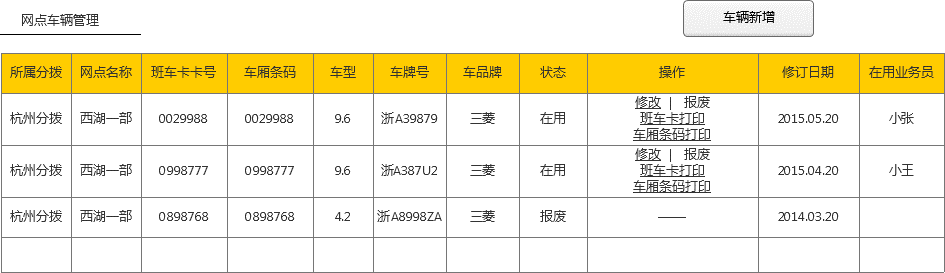 网点车辆管理
车辆新增
所属分拨 网点名称 班车卡卡号 车厢条码 车型 车牌号 车品牌 状态 操作 修订日期 在用业务员
杭州分拨 西湖一部 0029988 0029988 9.6 浙A39879 三菱 在用 修改 | 报废 2015.05.20 小张
班车卡打印
车厢条码打印
杭州分拨 西湖一部 0998777 0998777 9.6 浙A387U2 三菱 在用 修改 | 报废 2015.04.20 小王
班车卡打印
车厢条码打印
杭州分拨 西湖一部 0898768 0898768 4.2 浙A8998ZA 三菱 报废 —— 2014.03.20